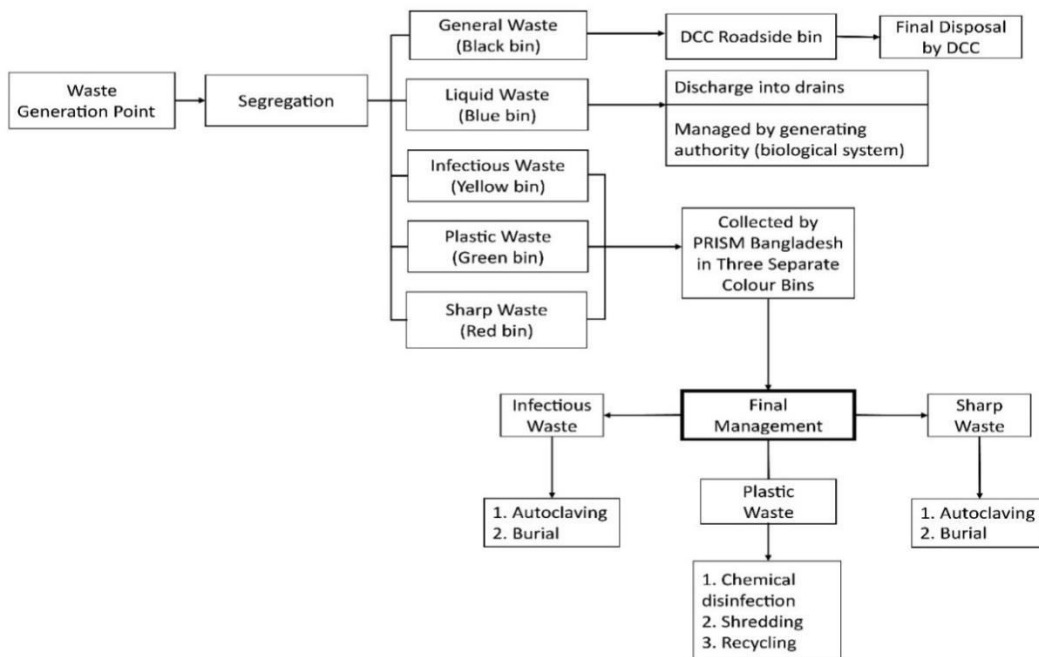 Waste
Generation Point
Segregation
General Waste
(Black bin)
DCC Roadside bin
Final Disposal
by DCC
Liquid Waste
(Blue bin)
Discharge into drains
Managed by generating
authority (biological system)
Infectious Waste
(Yellow bin)
Plastic Waste
(Green bin)
Sharp Waste
(Red bin)
Collected by
PRISM Bangladesh
in Three Separate
Colour Bins
Final
Management
Infectious
Waste
1. Autoclaving
2. Burial
Plastic
Waste
1. Chemical
disinfection
2. Shredding
3. Recycling
Sharp
Waste
1. Autoclaving
2. Burial